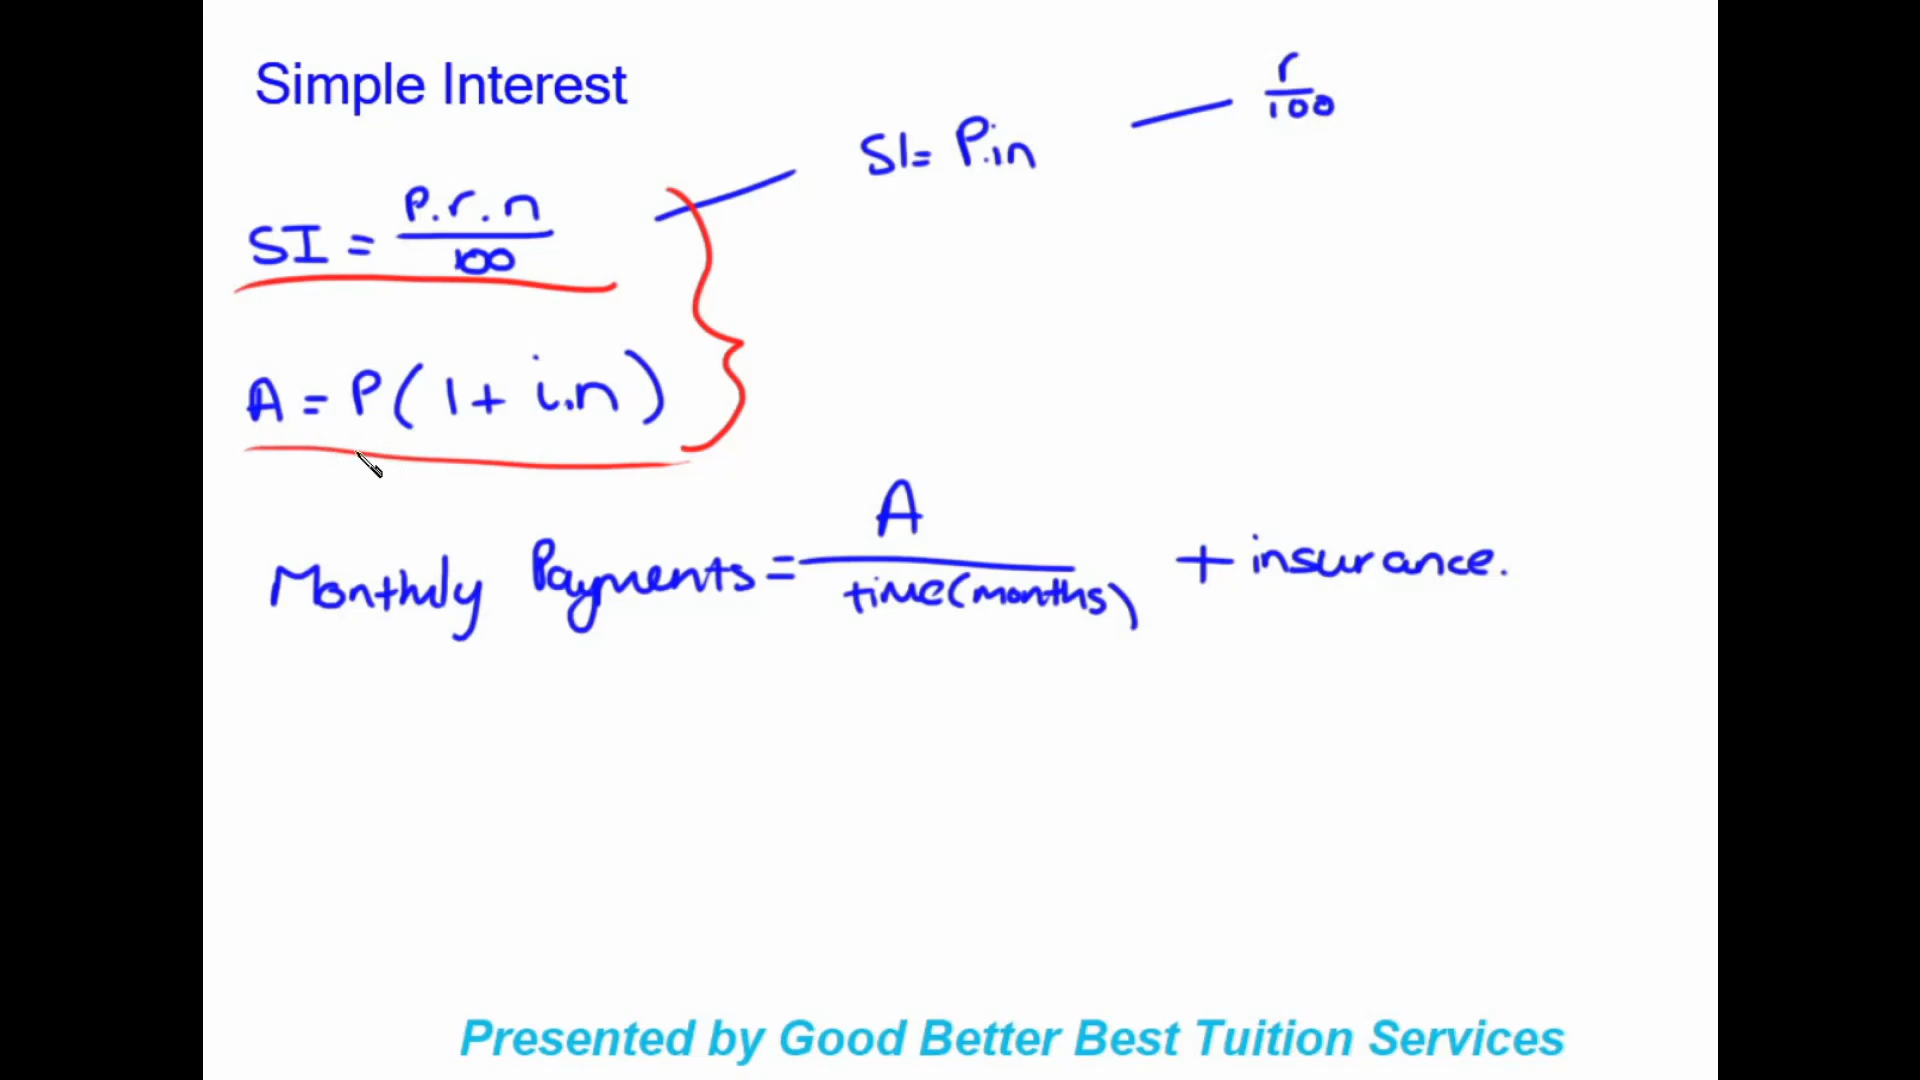 Simple Interest
SI = P.r.n/100
SI = P.in
r/100
A = P(1 + i.n)
Monthly Payments = A/time(months) + insurance.
Presented by Good Better Best Tuition Services